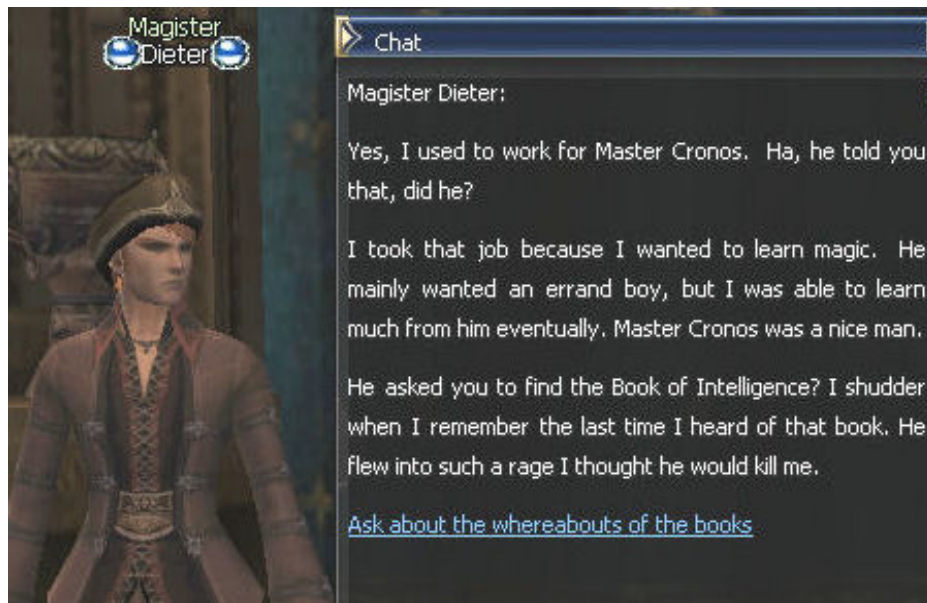 Magister
Dieter
Chat
Magister Dieter:
Yes, I used to work for Master Cronos. Ha, he told you
that, did he?
I took that job because I wanted to learn magic. He
mainly wanted an errand boy, but I was able to learn
much from him eventually. Master Cronos was a nice man.
He asked you to find the Book of Intelligence? I shudder
when I remember the last time I heard of that book. He
flew into such a rage I thought he would kill me.
Ask about the whereabouts of the books